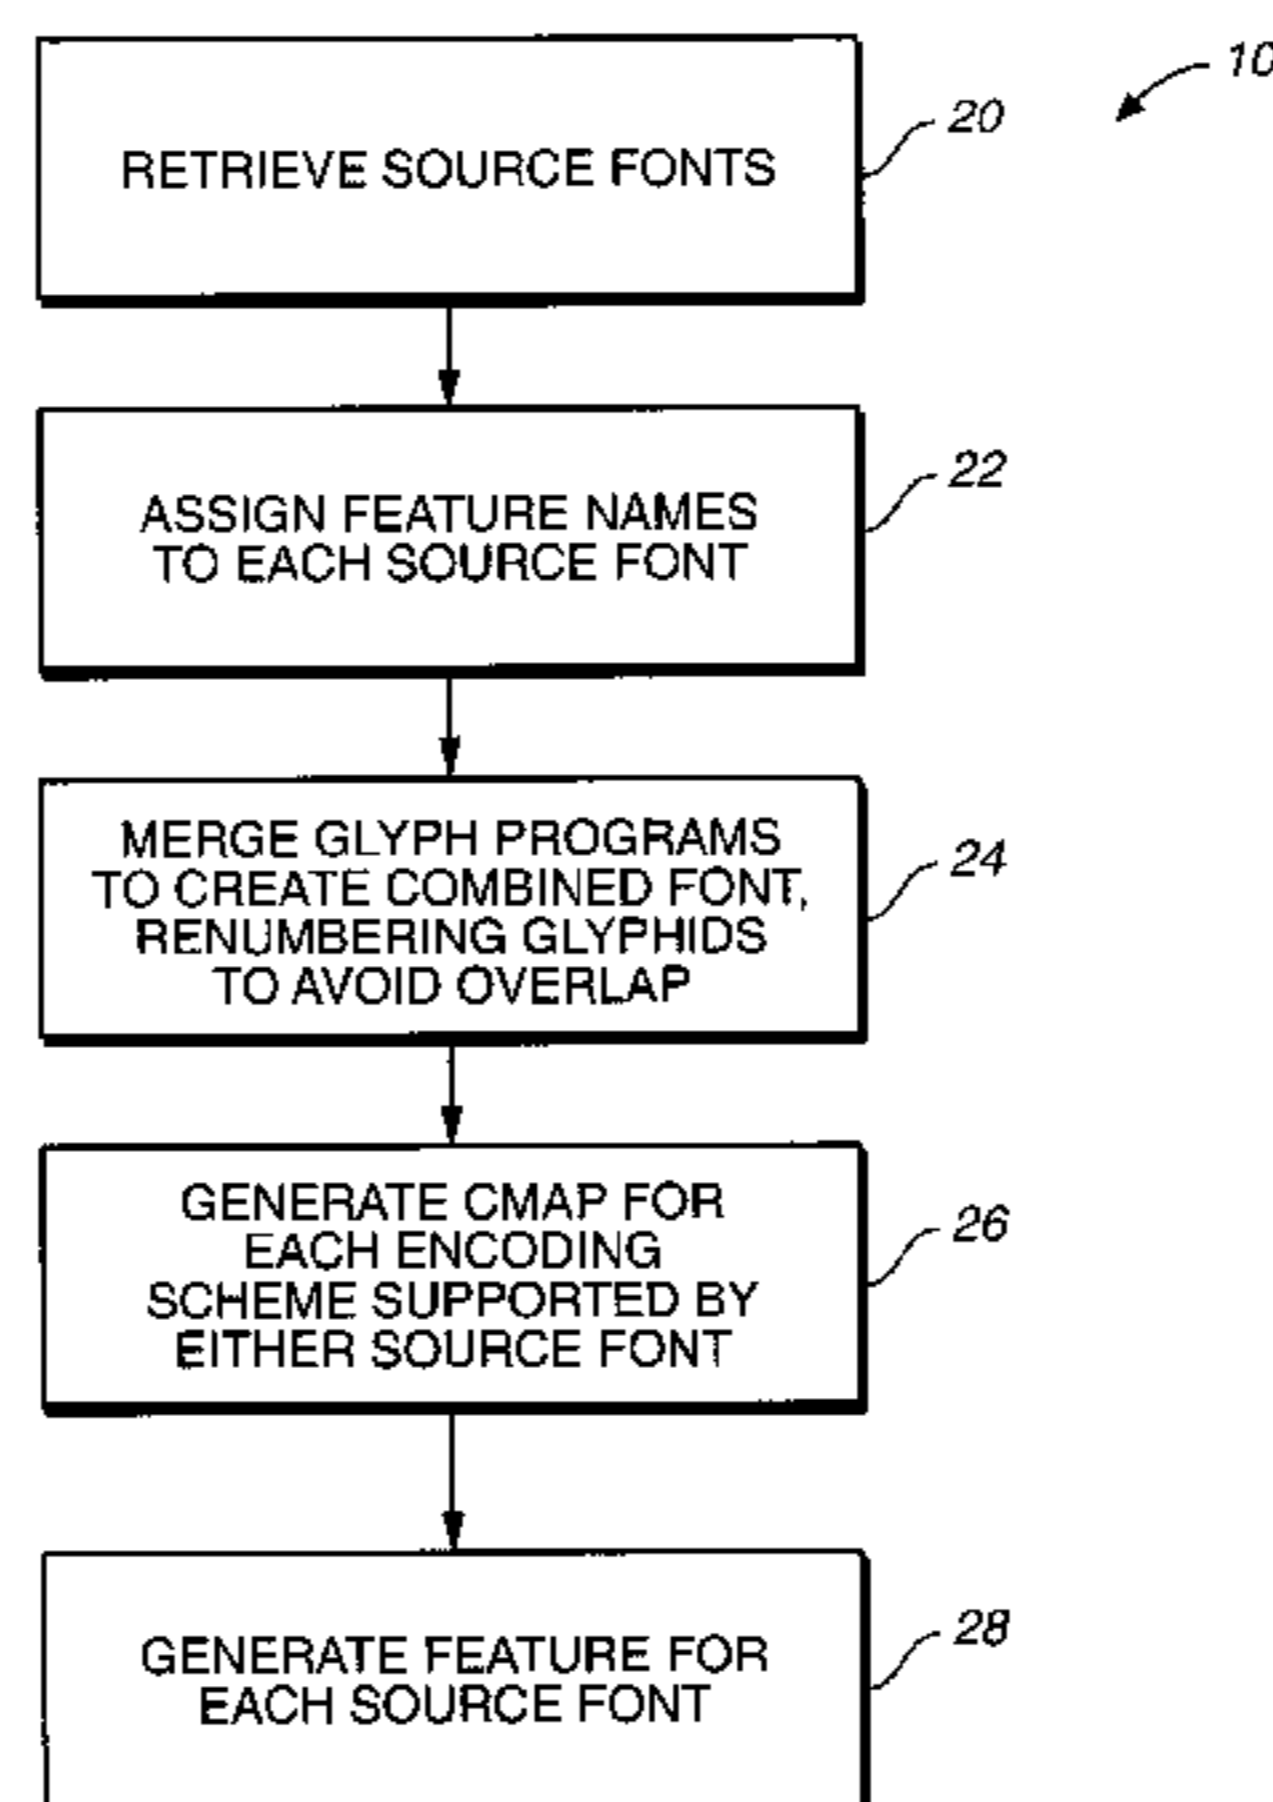 10
RETRIEVE SOURCE FONTS
20
ASSIGN FEATURE NAMES
TO EACH SOURCE FONT
22
MERGE GLYPH PROGRAMS
TO CREATE COMBINED FONT,
RENUMBERING GLYPHIDS
TO AVOID OVERLAP
24
GENERATE CMAP FOR
EACH ENCODING
SCHEME SUPPORTED BY
EITHER SOURCE FONT
26
GENERATE FEATURE FOR
EACH SOURCE FONT
28